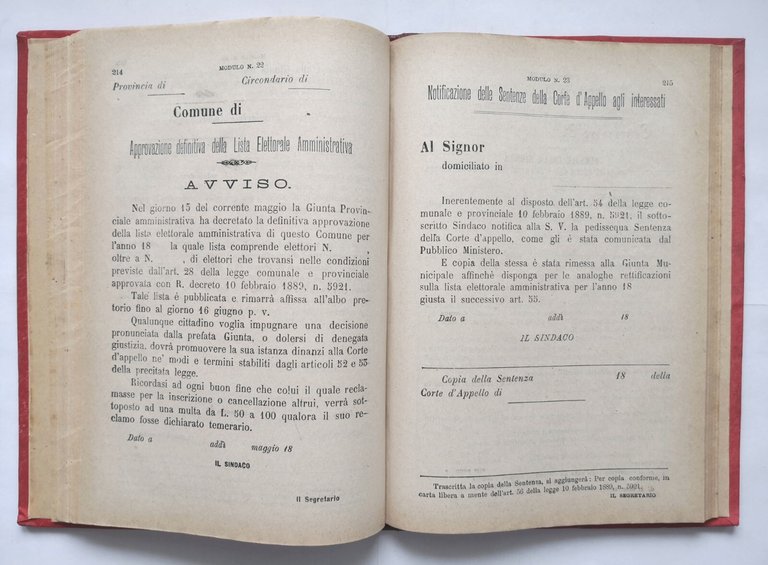 214
MODULO N. 22
Provincia di
Circondario di
Comune di
Approvazione definitiva della Lista Elettorale Amministrativa
AVVISO.
Nel giorno 15 del corrente maggio la Giunta Provin-
ciale amministrativa ha decretato la definitiva approvazione
della lista elettorale amministrativa di questo Comune per
l'anno 18 la quale lista comprende elettori N.
oltre a N. , di elettori che trovansi nelle condizioni
previste dall'art. 28 della legge comunale e provinciale
approvata con R. decreto 10 febbraio 1889, n. 5921.
Tale lista è pubblicata e rimarrà affissa all'albo pre-
torio fino al giorno 16 giugno p. v.
Qualunque cittadino voglia impugnare una decisione
pronunciata dalla prefata Giunta, o dolersi di denegata
giustizia, dovrà promuovere la sua istanza dinanzi alla Corte
d'appello ne' modi e termini stabiliti dagli articoli 52 e 53
della precitata legge.
Ricordasi ad ogni buon fine che colui il quale recla-
masse per la inscrizione o cancellazione altrui, verrà sot-
toposto ad una multa da L. 50 a 100 qualora il suo re-
clamo fosse dichiarato temerario.
Dato a addì maggio 18
IL SINDACO
Il Segretario
MODULO N. 23
215
Notificazione delle Sentenze della Corte d'Appello agli interessati
Al Signor
domiciliato in
Inerentemente al disposto dell'art. 54 della legge co-
munale e provinciale 10 febbraio 1889, n. 5921, il sotto-
scritto Sindaco notifica alla S. V. la pedissequa Sentenza
della Corte d'appello, come gli è stata comunicata dal
Pubblico Ministero.
E copia della stessa è stata rimessa alla Giunta Mu-
nicipale affinchè disponga per le analoghe rettificazioni
sulla lista elettorale amministrativa per l'anno 18
giusta il successivo art. 55.
Dato a addì 18
IL SINDACO
Copia della Sentenza 18 della
Corte d'Appello di
Trascritta la copia della Sentenza, si aggiungerà: Per copia conforme, in
carta libera a mente dell'art. 56 della legge 10 febbraio 1889, n. 5921.
IL SEGRETARIO